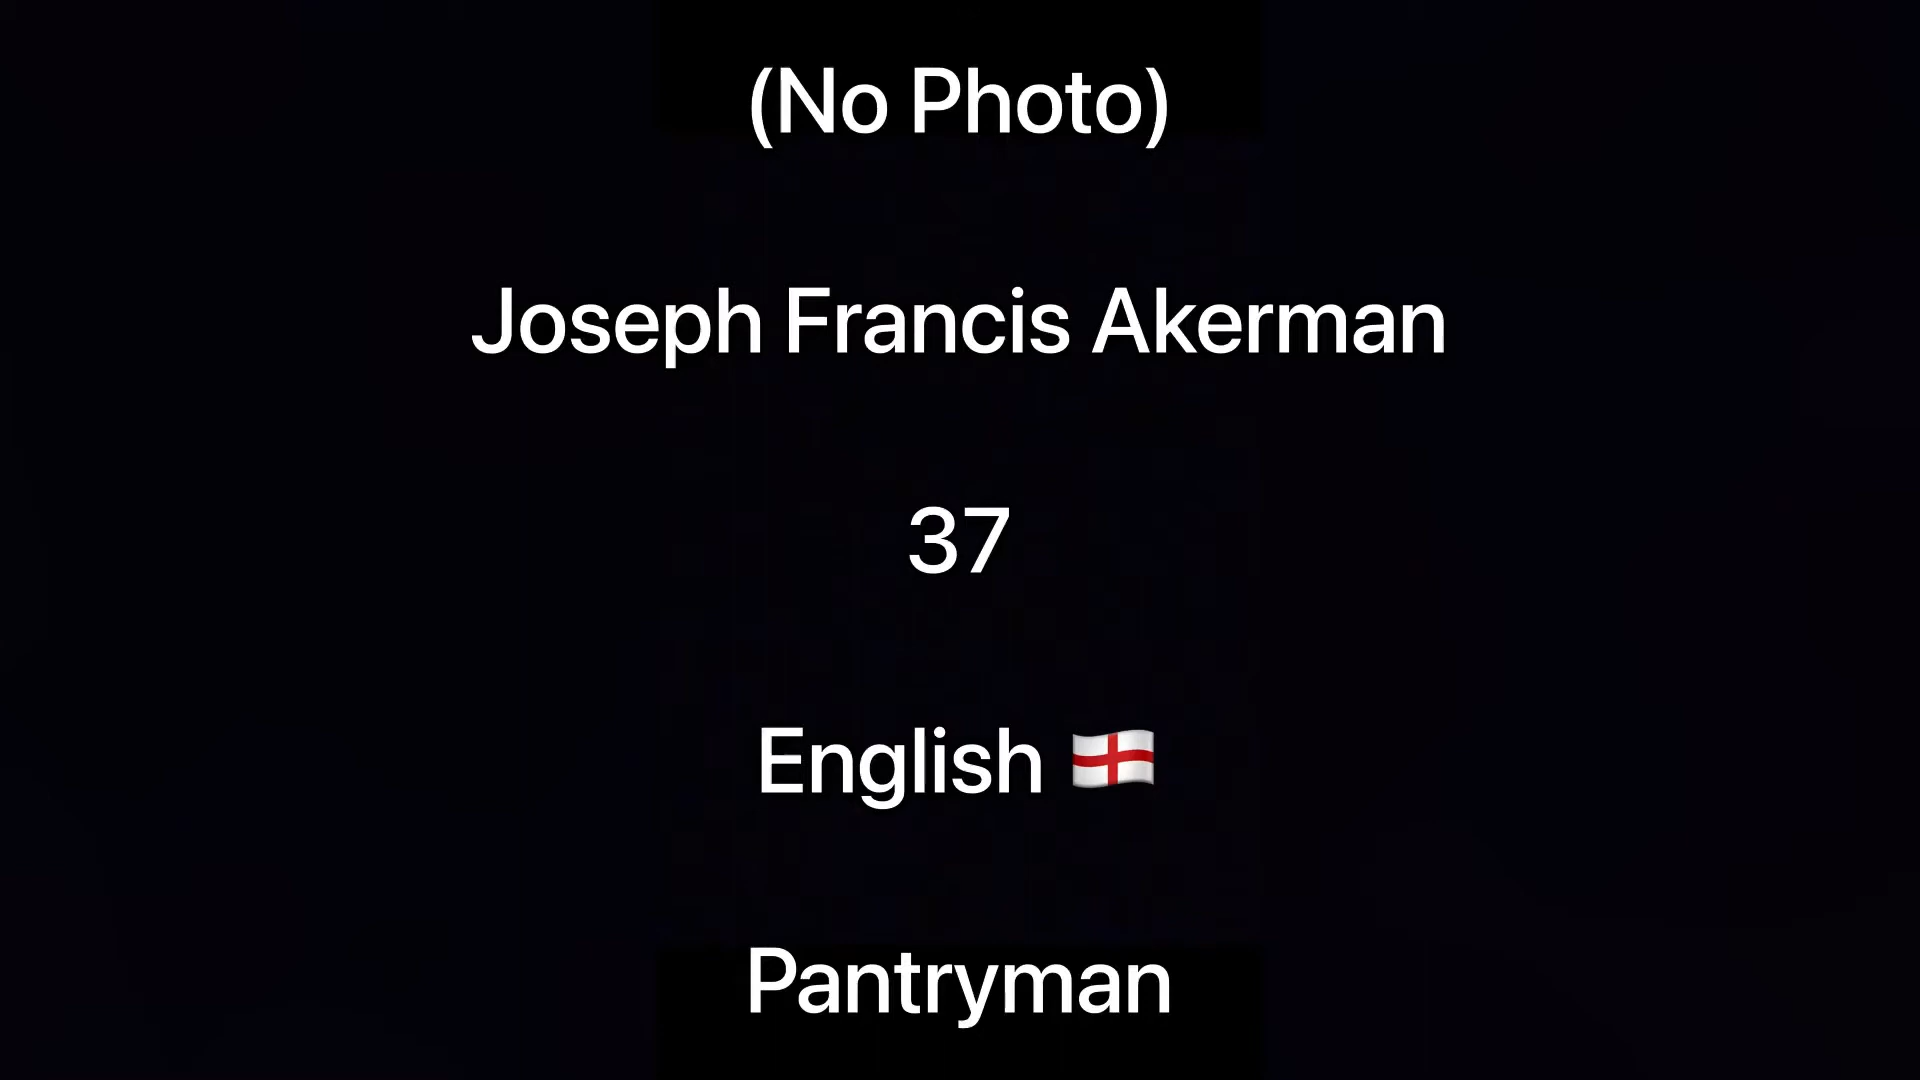 (No Photo)
Joseph Francis Akerman
37
English 🏴󠁧󠁢󠁥󠁮󠁧󠁿
Pantryman